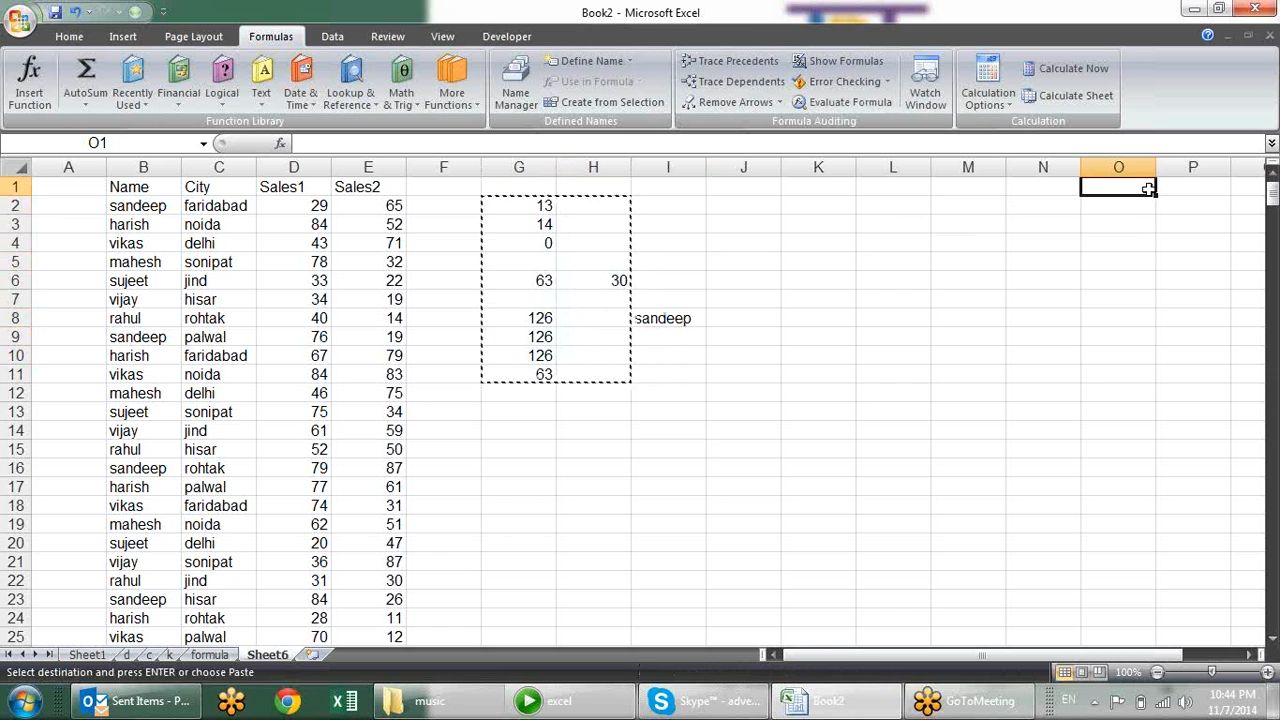 Book2 - Microsoft Excel
Home Insert Page Layout Formulas Data Review View Developer
Insert Function
AutoSum
Recently Used
Financial
Logical
Text
Date & Time
Lookup & Reference
Math & Trig
More Functions
Function Library
Name Manager
Define Name
Use in Formula
Create from Selection
Defined Names
Trace Precedents
Trace Dependents
Remove Arrows
Show Formulas
Error Checking
Evaluate Formula
Formula Auditing
Watch Window
Calculation Options
Calculate Now
Calculate Sheet
Calculation
O1 fx
A B C D E F G H I J K L M N O P
1 Name City Sales1 Sales2
2 sandeep faridabad 29 65 13
3 harish noida 84 52 14
4 vikas delhi 43 71 0
5 mahesh sonipat 78 32
6 sujeet jind 33 22 63 30
7 vijay hisar 34 19
8 rahul rohtak 40 14 126 sandeep
9 sandeep palwal 76 19 126
10 harish faridabad 67 79 126
11 vikas noida 84 83 63
12 mahesh delhi 46 75
13 sujeet sonipat 75 34
14 vijay jind 61 59
15 rahul hisar 52 50
16 sandeep rohtak 79 87
17 harish palwal 77 61
18 vikas faridabad 74 31
19 mahesh noida 62 51
20 sujeet delhi 20 47
21 vijay sonipat 36 87
22 rahul jind 31 30
23 sandeep hisar 84 26
24 harish rohtak 28 11
25 vikas palwal 70 12
Sheet1 d c k formula Sheet6
Select destination and press ENTER or choose Paste
100%
Sent Items - P...
music
excel
Skype™ - adve...
Book2
GoToMeeting
EN
10:44 PM
11/7/2014